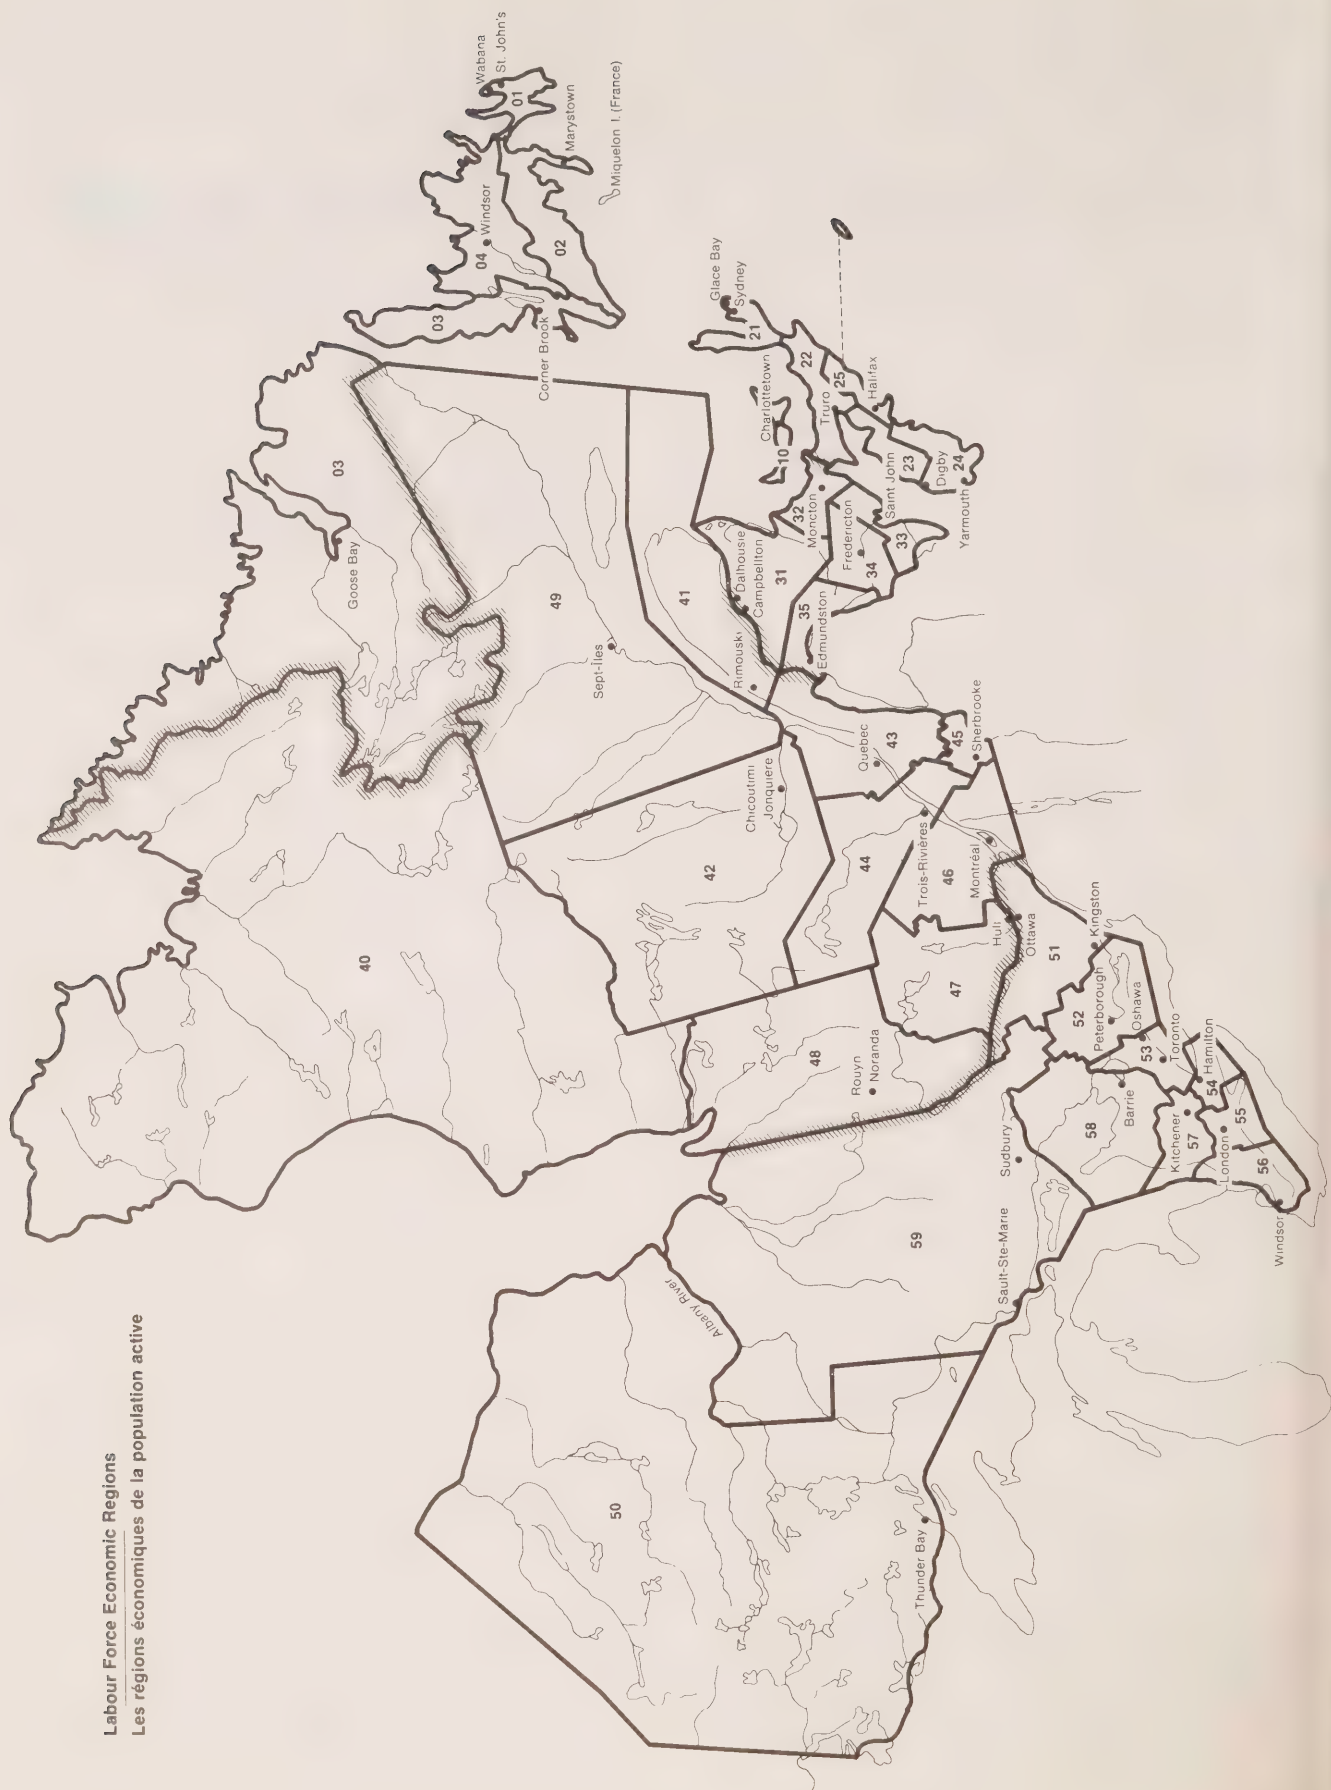 Labour Force Economic Regions
Les régions économiques de la population active
40
03
Goose Bay
03
04
Windsor
Wabana
St. John's
01
Marystown
Miquelon I. (France)
02
Corner Brook
49
Sept-Îles
50
Albany River
42
41
Chicoutimi
Jonquière
Rimouski
Dalhousie
Campbellton
31
32
Moncton
10
Charlottetown
21
Glace Bay
Sydney
22
Truro
25
Halifax
48
Rouyn
Noranda
44
Quebec
43
35
Edmundston
Fredericton
34
Saint John
33
23
Digby
24
Yarmouth
59
47
Trois-Rivières
46
Montréal
45
Sherbrooke
Thunder Bay
Sault-Ste-Marie
Sudbury
Hull
Ottawa
51
Kingston
52
Peterborough
Oshawa
58
Barrie
53
Toronto
Kitchener
57
54
Hamilton
London
55
56
Windsor